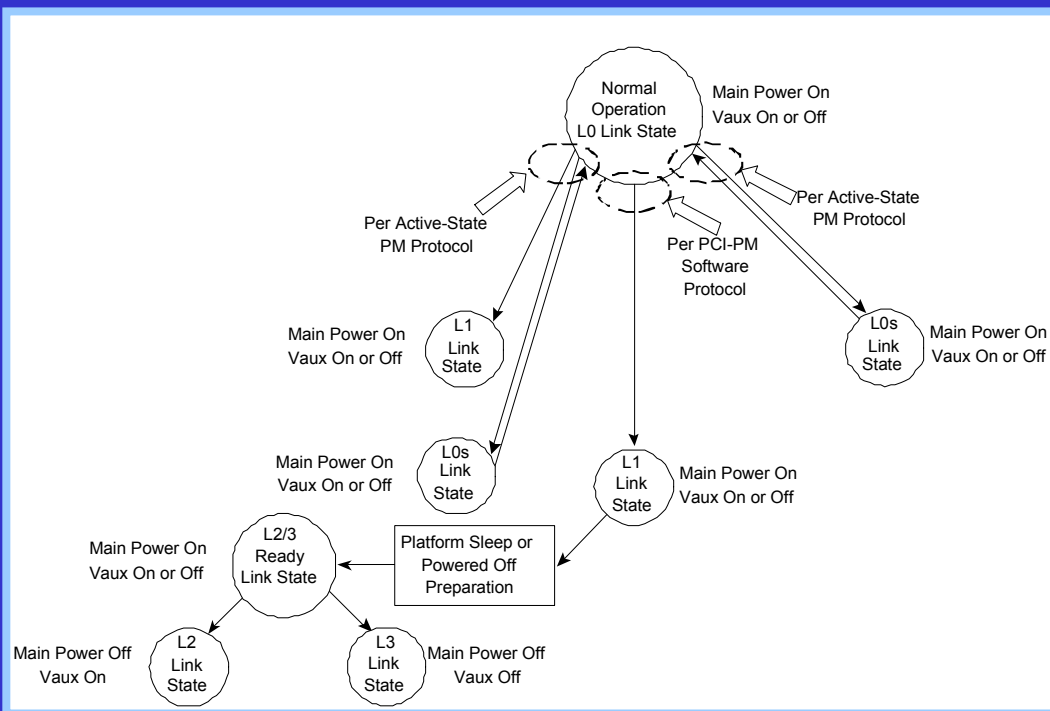 Normal
Operation
L0 Link State
Main Power On
Vaux On or Off
Per Active-State
PM Protocol
Per PCI-PM
Software
Protocol
Per Active-State
PM Protocol
L1
Link
State
Main Power On
Vaux On or Off
L0s
Link
State
Main Power On
Vaux On or Off
L0s
Link
State
Main Power On
Vaux On or Off
L1
Link
State
Main Power On
Vaux On or Off
Platform Sleep or
Powered Off
Preparation
L2/3
Ready
Link State
Main Power On
Vaux On or Off
L2
Link
State
Main Power Off
Vaux On
L3
Link
State
Main Power Off
Vaux Off